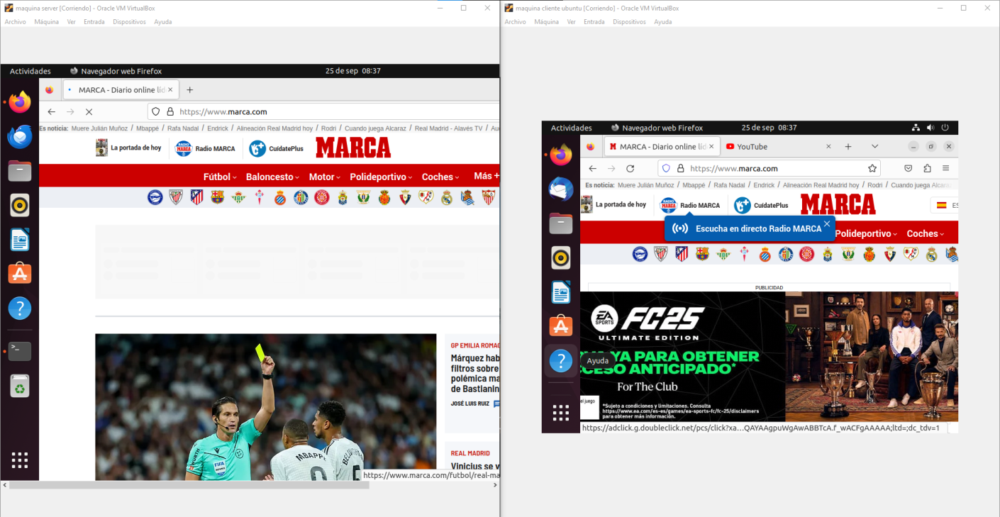 maquina server [Corriendo] - Oracle VM VirtualBox
Archivo Máquina Ver Entrada Dispositivos Ayuda
Actividades Navegador web Firefox 25 de sep 08:37
MARCA - Diario online líd
https://www.marca.com
Es noticia: Muere Julián Muñoz / Mbappé / Rafa Nadal / Endrick / Alineación Real Madrid hoy / Rodri / Cuando juega Alcaraz / Real Madrid - Alavés TV / Au
La portada de hoy Radio MARCA CuídatePlus MARCA
Fútbol Baloncesto Motor Polideportivo Coches Más +
GP EMILIA ROMAG
Márquez hab
filtros sobre
polémica ma
de Bastianin
JOSÉ LUIS RUIZ
REAL MADRID
Vinicius se v
WÜRTH
FIFA
MBAPPÉ
https://www.marca.com/futbol/real-ma
maquina cliente ubuntu [Corriendo] - Oracle VM VirtualBox
Archivo Máquina Ver Entrada Dispositivos Ayuda
Actividades Navegador web Firefox 25 de sep 08:37
MARCA - Diario online líd YouTube
https://www.marca.com
Es noticia: Muere Julián Muñoz / Mbappé / Rafa Nadal / Endrick / Alineación Real Madrid hoy / Rodri / Cuando juega Alcaraz
La portada de hoy Radio MARCA CuídatePlus MARCA ES
Escucha en directo Radio MARCA
Polideportivo Coches
PUBLICIDAD
EA SPORTS FC25
ULTIMATE EDITION
YA PARA OBTENER
CESO ANTICIPADO*
Ayuda
For The Club
el juego
*Sujeto a condiciones y limitaciones. Consulta
https://www.ea.com/es-es/games/ea-sports-fc/fc-25/disclaimers
para obtener más información.
https://adclick.g.doubleclick.net/pcs/click?xa…QAYAAgpuWgAwABBTcA.f_wACFgAAAAA;ltd=;dc_tdv=1